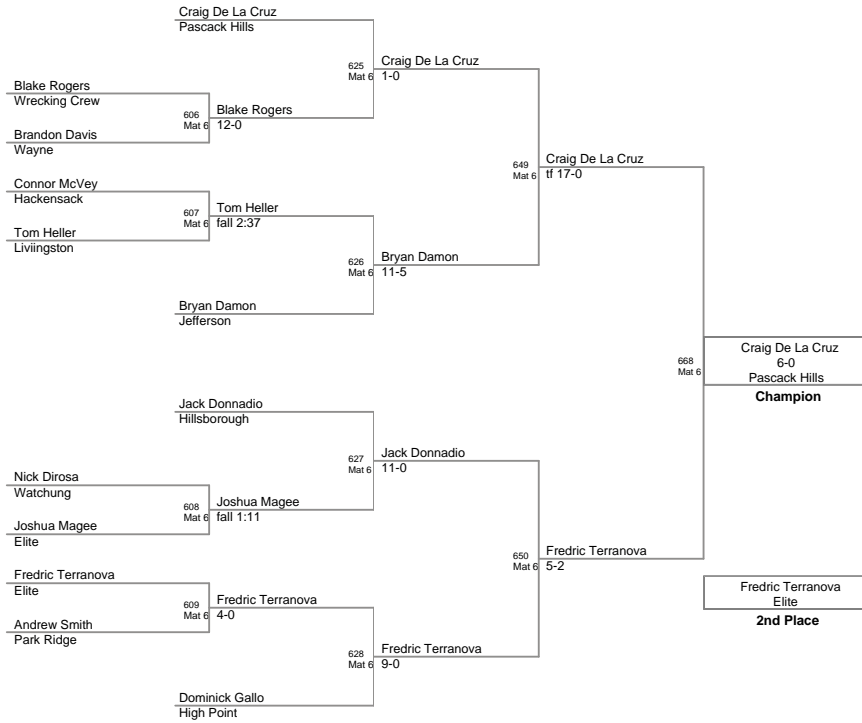 Craig De La Cruz
Pascack Hills
625
Mat 6
Craig De La Cruz
1-0
Blake Rogers
Wrecking Crew
606
Mat 6
Blake Rogers
12-0
Brandon Davis
Wayne
649
Mat 6
Craig De La Cruz
tf 17-0
Connor McVey
Hackensack
607
Mat 6
Tom Heller
fall 2:37
Tom Heller
Liviingston
626
Mat 6
Bryan Damon
11-5
Bryan Damon
Jefferson
668
Mat 6
Craig De La Cruz
6-0
Pascack Hills
Champion
Jack Donnadio
Hillsborough
627
Mat 6
Jack Donnadio
11-0
Nick Dirosa
Watchung
608
Mat 6
Joshua Magee
fall 1:11
Joshua Magee
Elite
650
Mat 6
Fredric Terranova
5-2
Fredric Terranova
Elite
609
Mat 6
Fredric Terranova
4-0
Andrew Smith
Park Ridge
Fredric Terranova
Elite
2nd Place
628
Mat 6
Fredric Terranova
9-0
Dominick Gallo
High Point